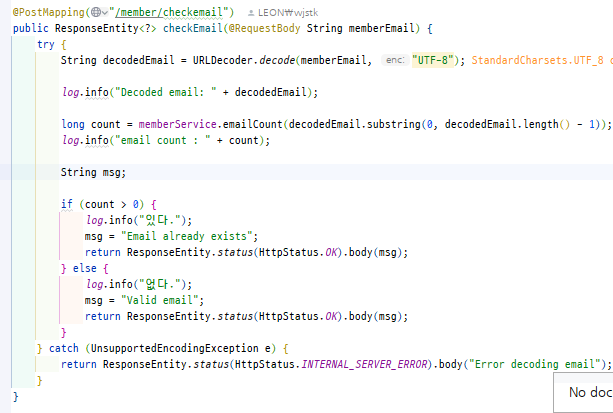 @PostMapping("/member/checkemail") LEON₩wjstk
public ResponseEntity<?> checkEmail(@RequestBody String memberEmail) {
try {
String decodedEmail = URLDecoder.decode(memberEmail, enc: "UTF-8"); StandardCharsets.UTF_8
log.info("Decoded email: " + decodedEmail);
long count = memberService.emailCount(decodedEmail.substring(0, decodedEmail.length() - 1));
log.info("email count : " + count);
String msg;
if (count > 0) {
log.info("있다.");
msg = "Email already exists";
return ResponseEntity.status(HttpStatus.OK).body(msg);
} else {
log.info("없다.");
msg = "Valid email";
return ResponseEntity.status(HttpStatus.OK).body(msg);
}
} catch (UnsupportedEncodingException e) {
return ResponseEntity.status(HttpStatus.INTERNAL_SERVER_ERROR).body("Error decoding email");
}
}
No doc